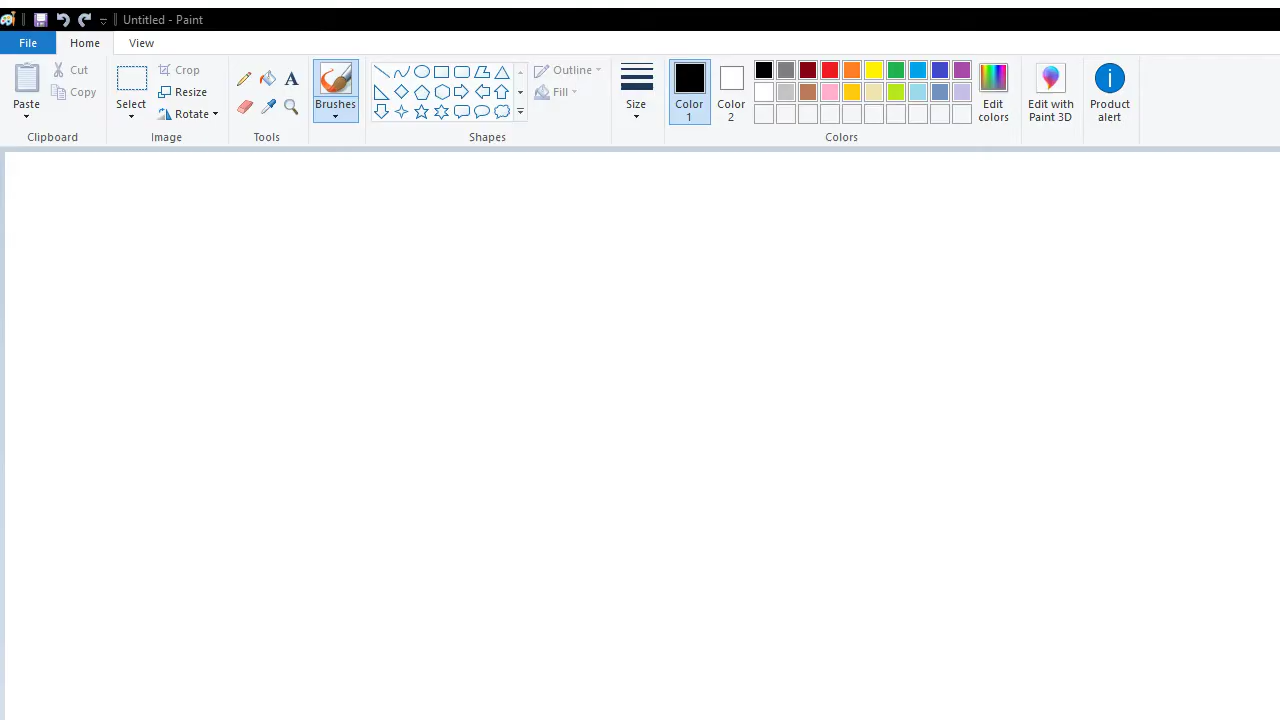 Untitled - Paint
File Home View
Paste
Cut
Copy
Clipboard
Select
Crop
Resize
Rotate
Image
A
Tools
Brushes
Shapes
Outline
Fill
Size
Color 1
Color 2
Colors
Edit colors
Edit with Paint 3D
Product alert